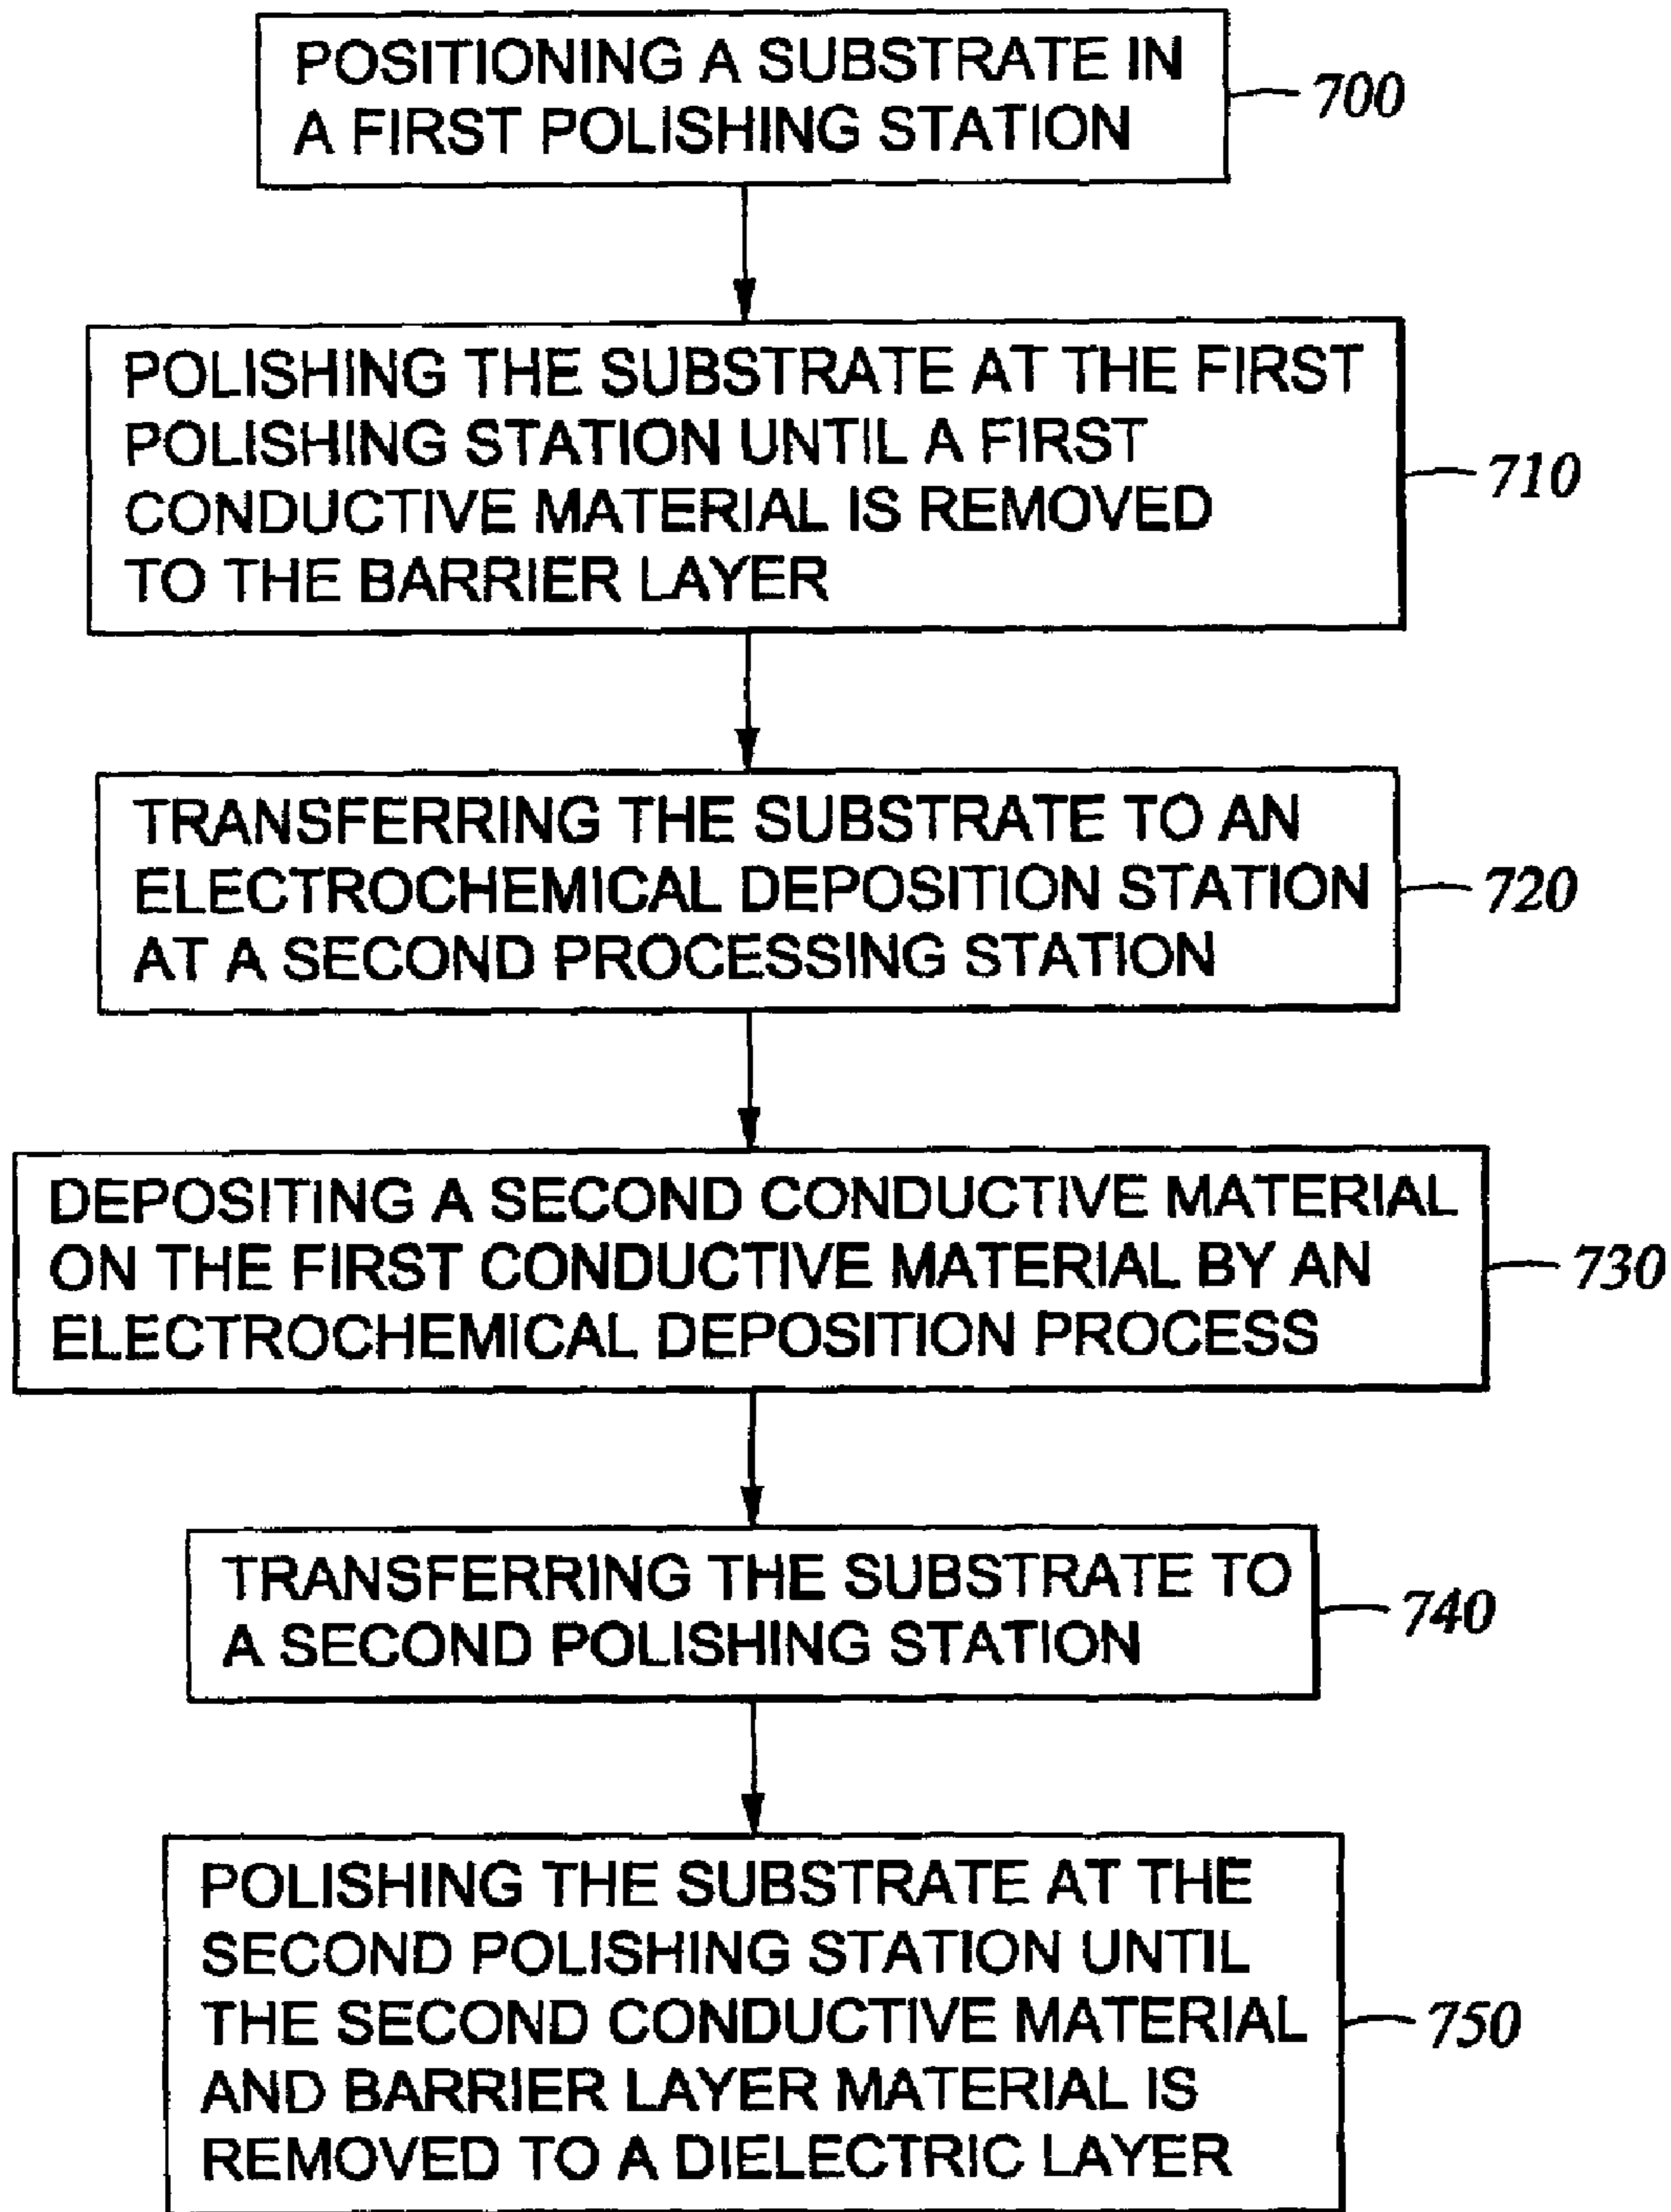 POSITIONING A SUBSTRATE IN
A FIRST POLISHING STATION
700
POLISHING THE SUBSTRATE AT THE FIRST
POLISHING STATION UNTIL A FIRST
CONDUCTIVE MATERIAL IS REMOVED
TO THE BARRIER LAYER
710
TRANSFERRING THE SUBSTRATE TO AN
ELECTROCHEMICAL DEPOSITION STATION
AT A SECOND PROCESSING STATION
720
DEPOSITING A SECOND CONDUCTIVE MATERIAL
ON THE FIRST CONDUCTIVE MATERIAL BY AN
ELECTROCHEMICAL DEPOSITION PROCESS
730
TRANSFERRING THE SUBSTRATE TO
A SECOND POLISHING STATION
740
POLISHING THE SUBSTRATE AT THE
SECOND POLISHING STATION UNTIL
THE SECOND CONDUCTIVE MATERIAL
AND BARRIER LAYER MATERIAL IS
REMOVED TO A DIELECTRIC LAYER
750